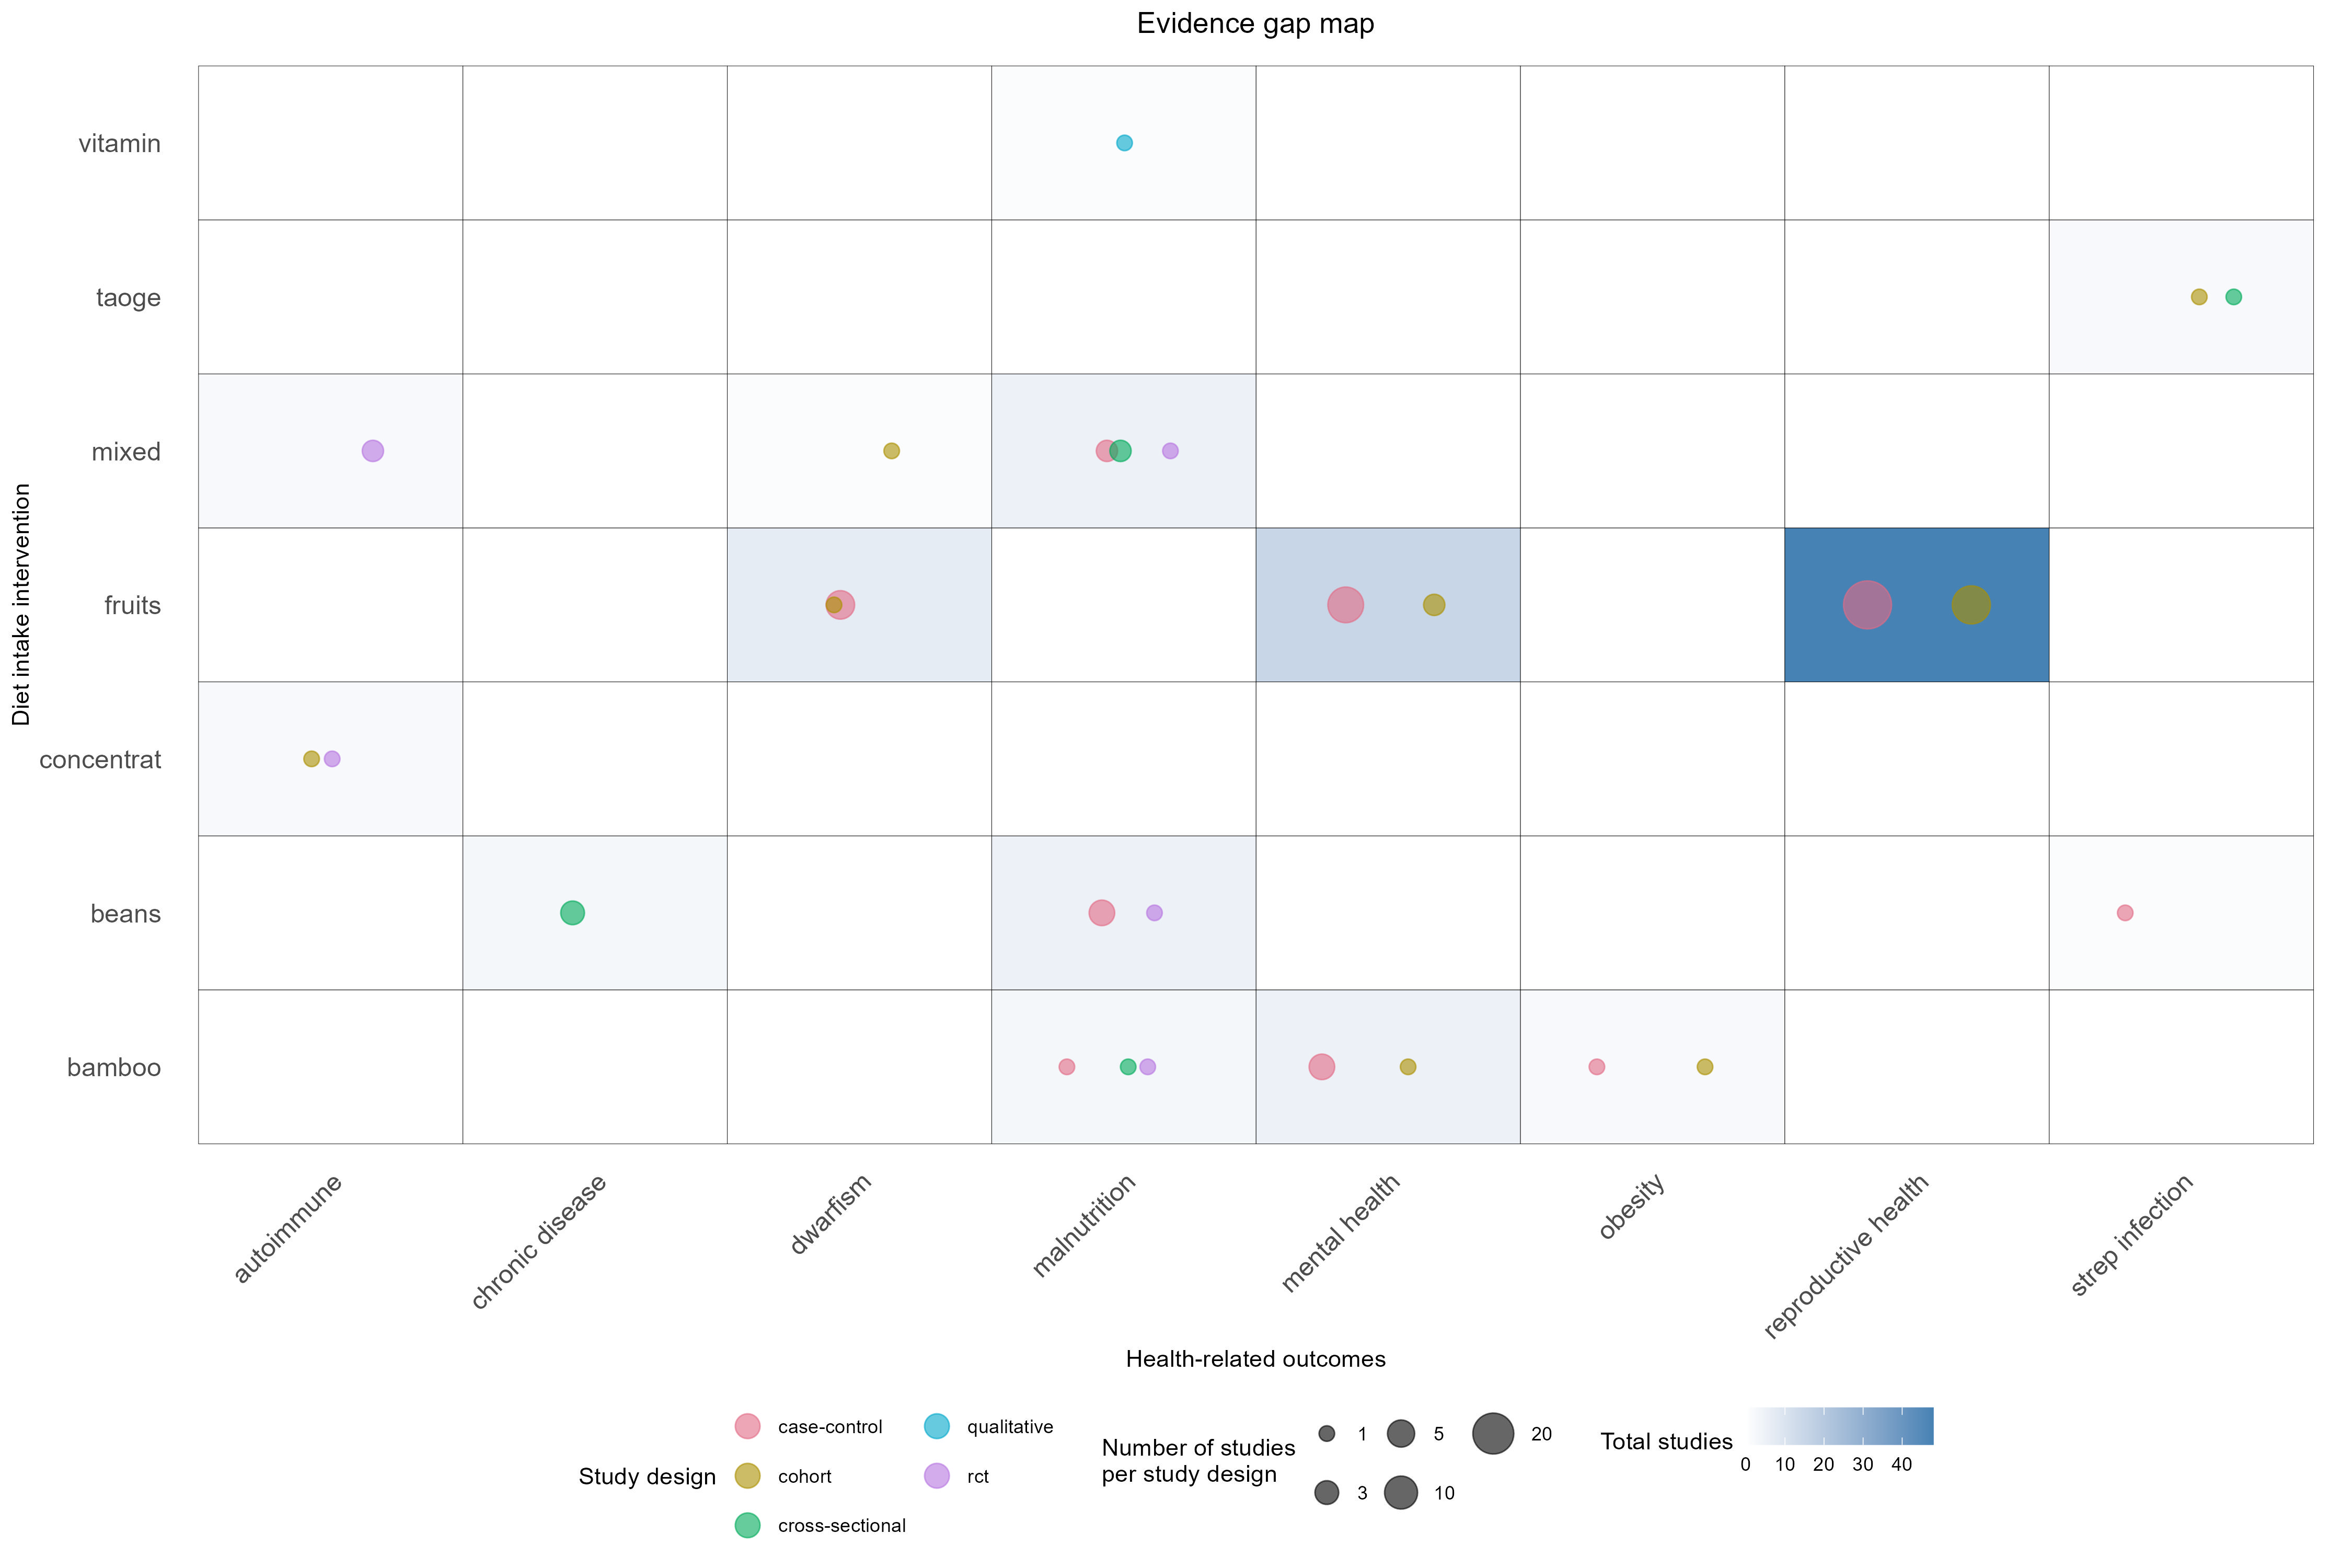 Evidence gap map
Diet intake intervention
vitamin
taoge
mixed
fruits
concentrat
beans
bamboo
autoimmune
chronic disease
dwarfism
malnutrition
mental health
obesity
reproductive health
strep infection
Health-related outcomes
Study design
case-control
cohort
cross-sectional
qualitative
rct
Number of studies
per study design
1
3
5
10
20
Total studies
0 10 20 30 40